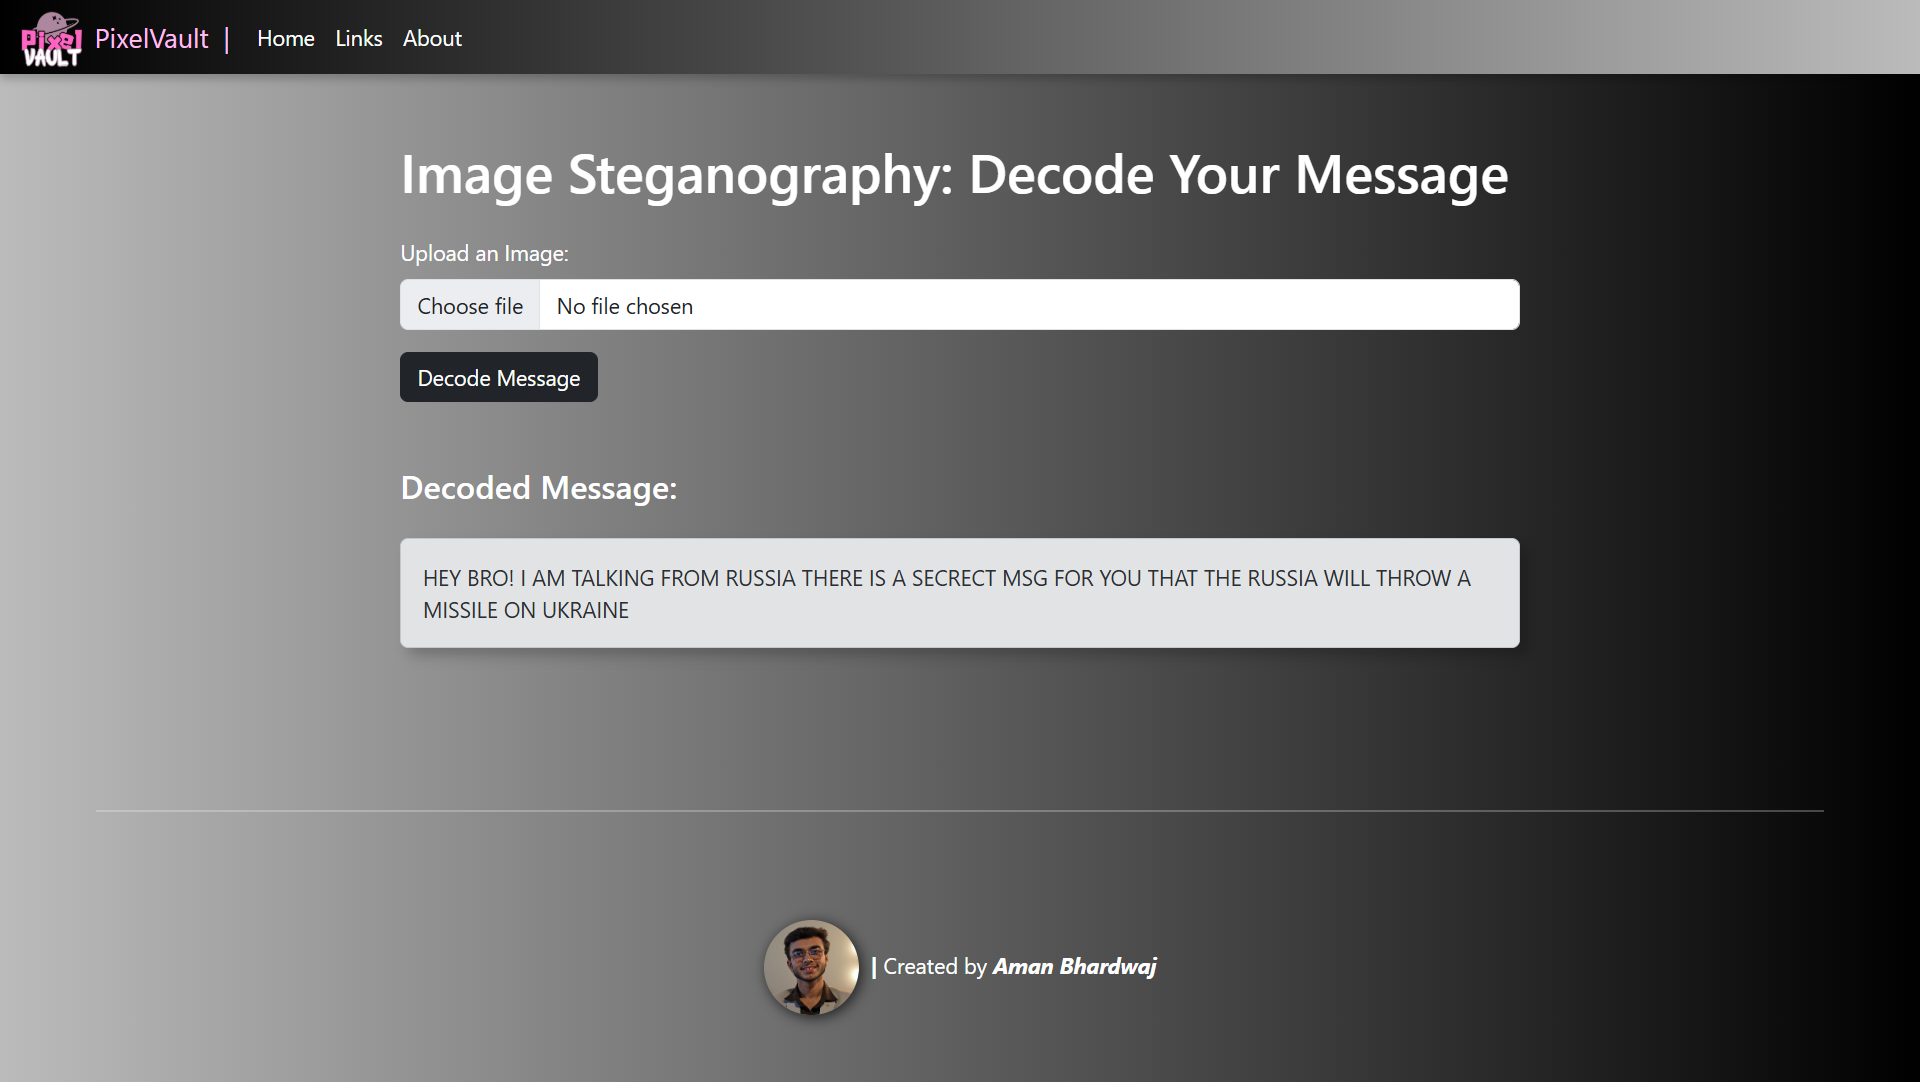 Pixel
VAULT
PixelVault | Home Links About
Image Steganography: Decode Your Message
Upload an Image:
Choose file No file chosen
Decode Message
Decoded Message:
HEY BRO! I AM TALKING FROM RUSSIA THERE IS A SECRECT MSG FOR YOU THAT THE RUSSIA WILL THROW A
MISSILE ON UKRAINE
| Created by Aman Bhardwaj